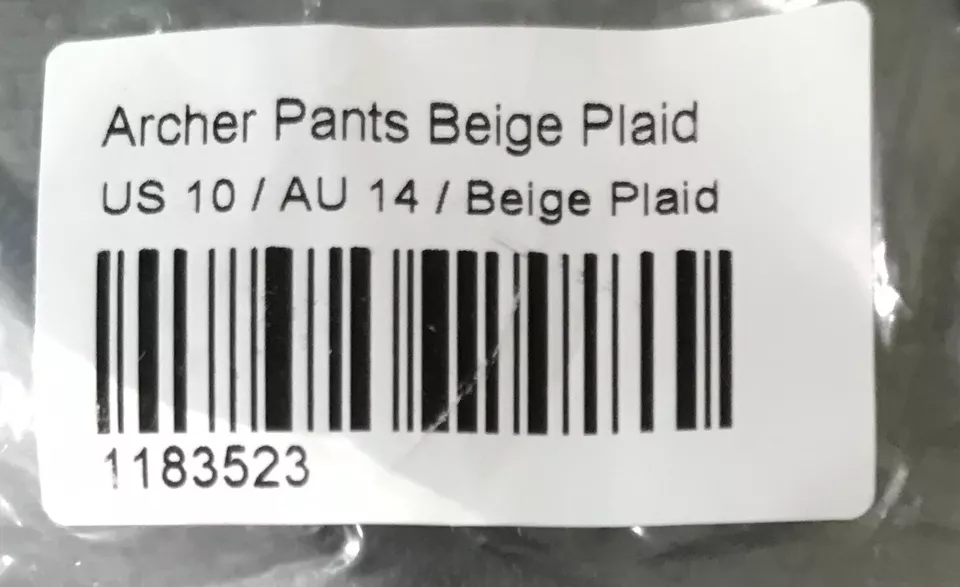 Archer Pants Beige Plaid
US 10 / AU 14 / Beige Plaid
1183523